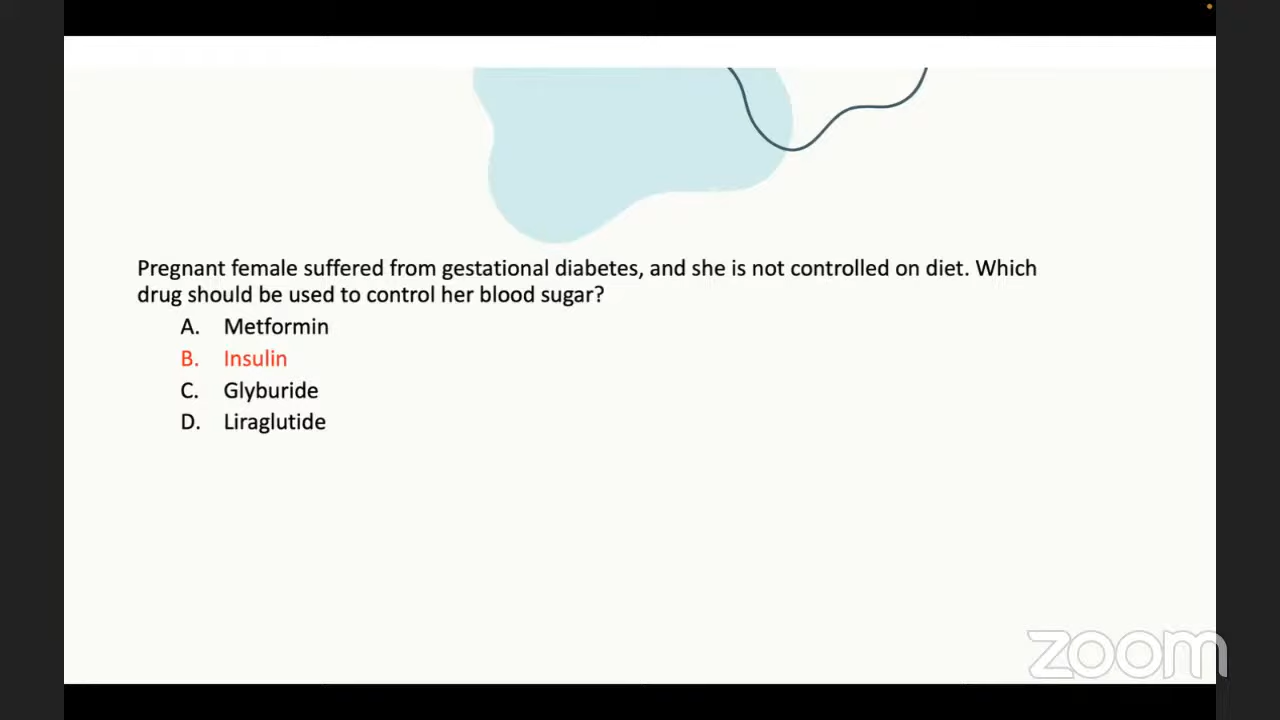 Pregnant female suffered from gestational diabetes, and she is not controlled on diet. Which
drug should be used to control her blood sugar?
A. Metformin
B. Insulin
C. Glyburide
D. Liraglutide
zoom